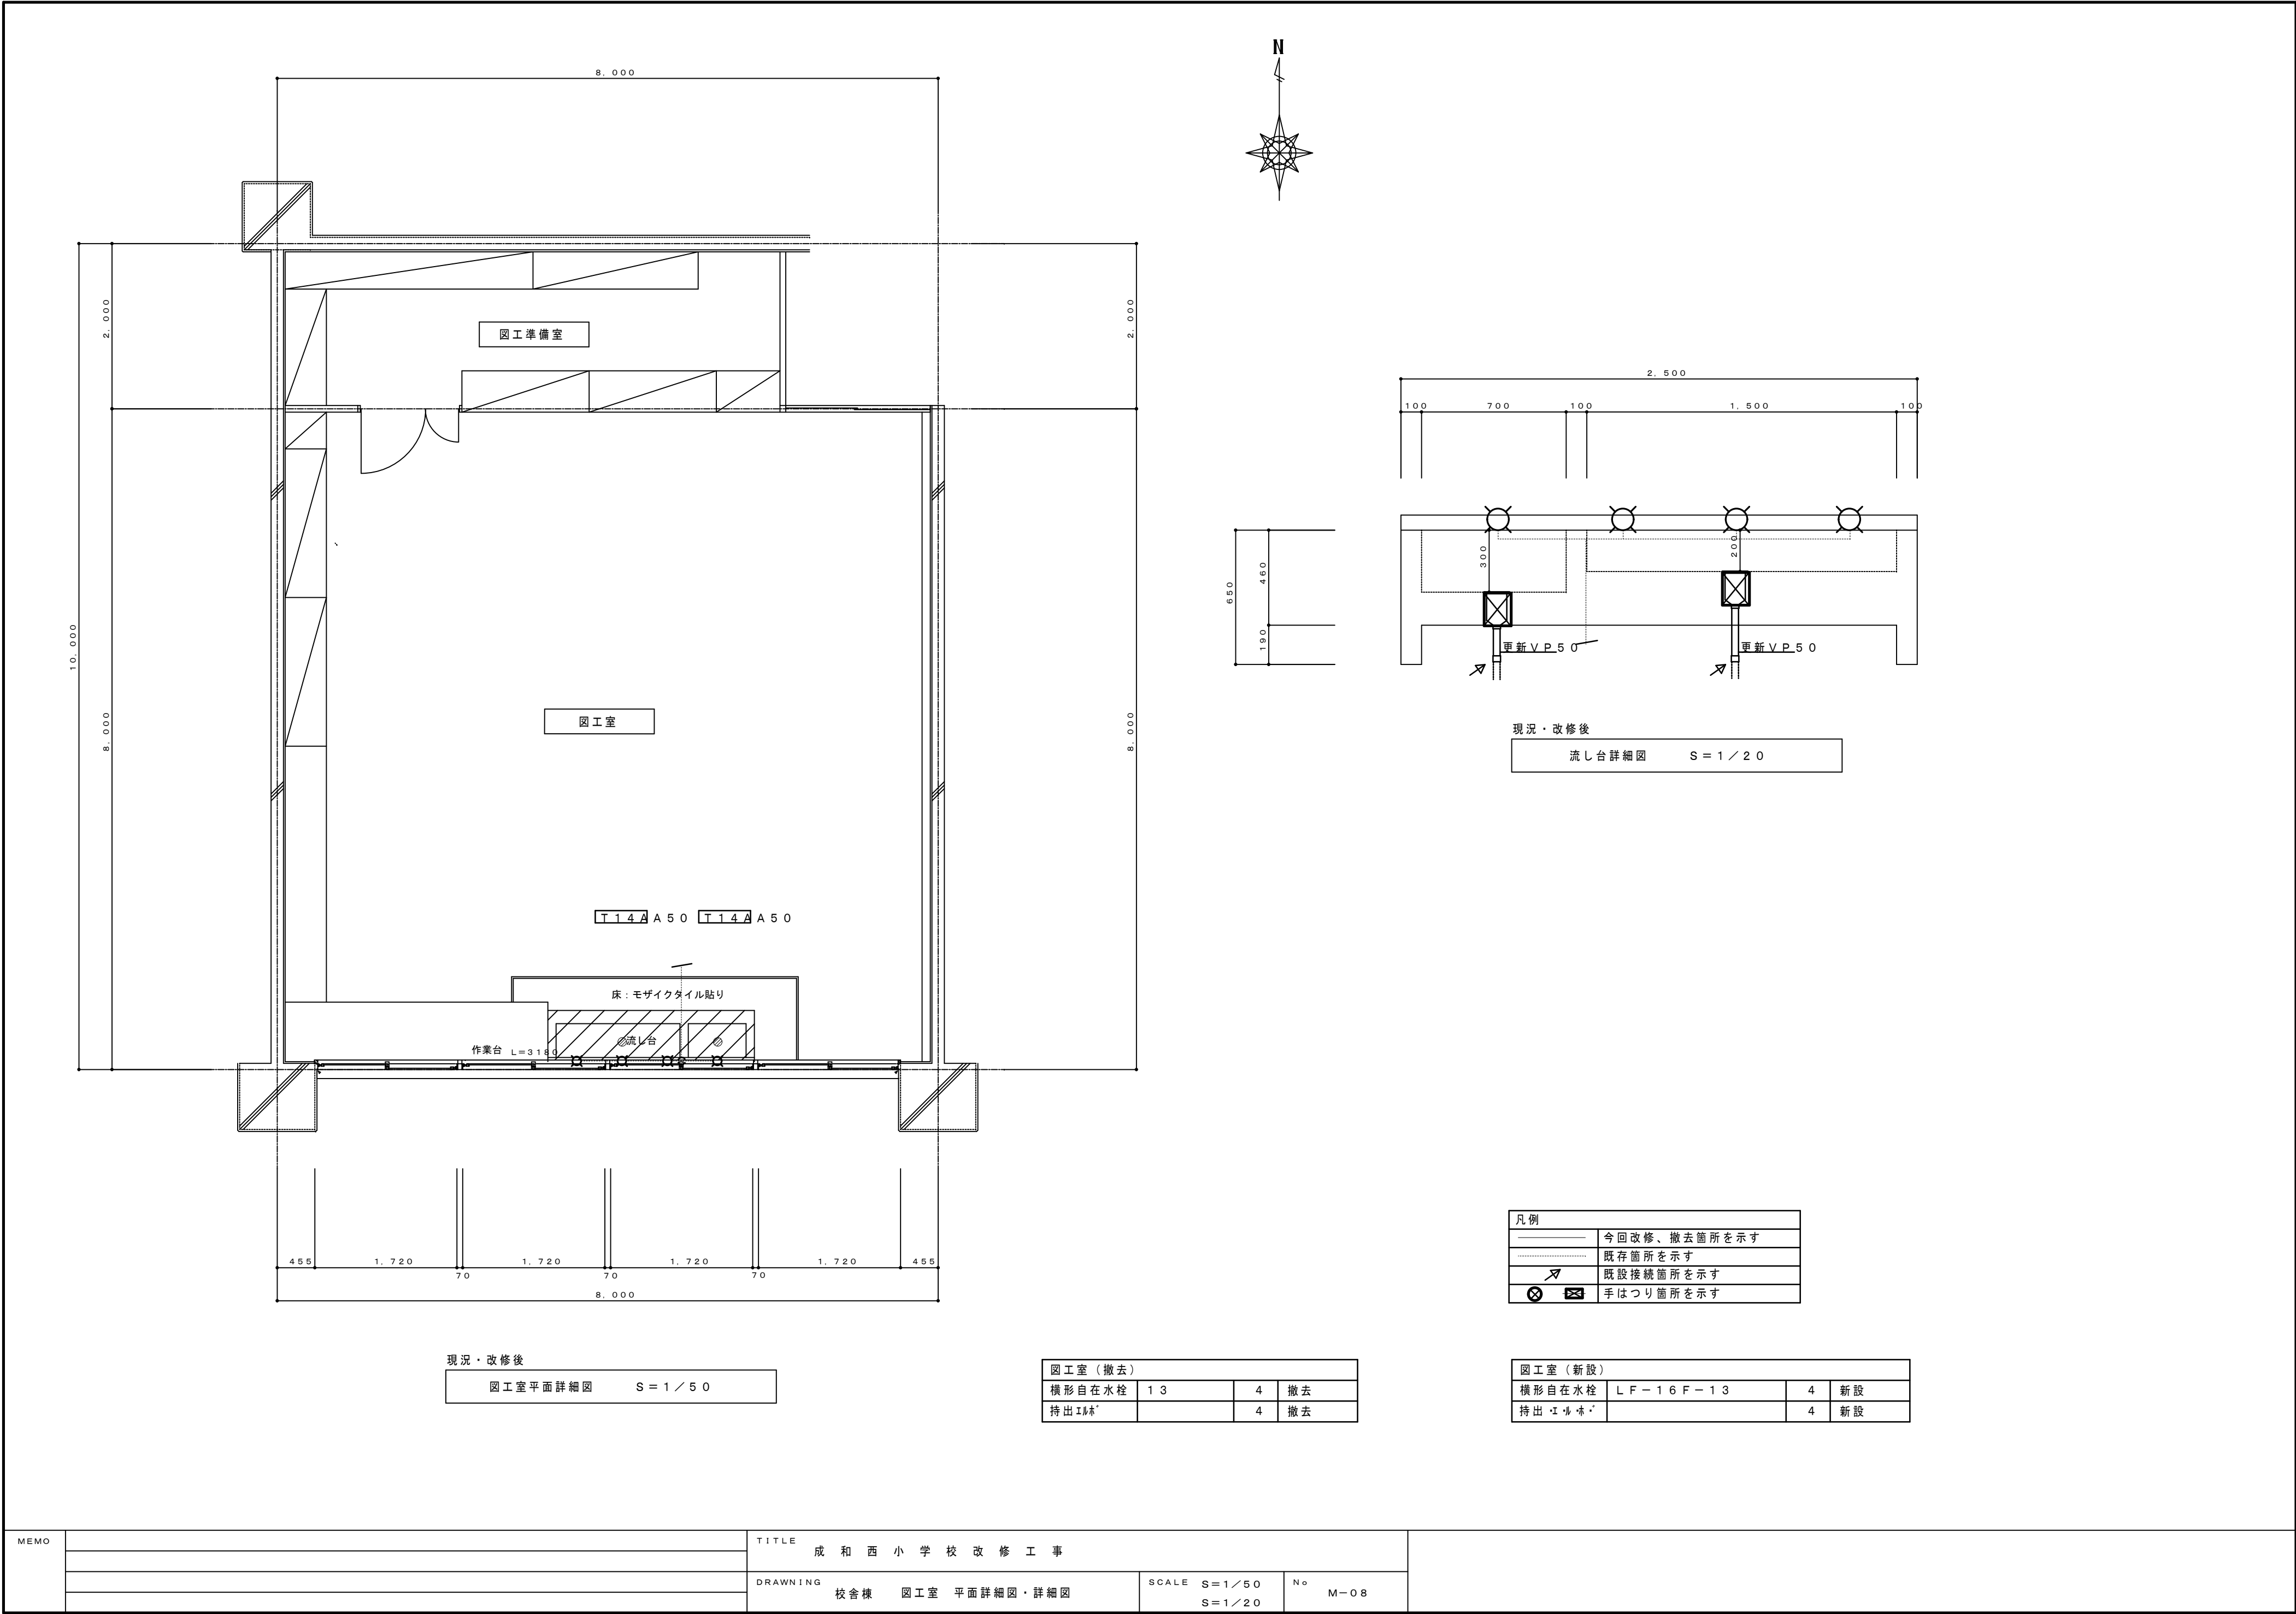 N
8,000
2,000
2,000
図工準備室
10,000
8,000
8,000
図工室
T14A A50 T14A A50
床:モザイクタイル貼り
流し台
作業台 L=3180
455 1,720 70 1,720 70 1,720 70 1,720 455
8,000
現況・改修後
図工室平面詳細図 S=1/50
2,500
100 700 100 1,500 100
300
200
650
460
190
更新VP50
更新VP50
現況・改修後
流し台詳細図 S=1/20
凡例
今回改修、撤去箇所を示す
既存箇所を示す
既設接続箇所を示す
手はつり箇所を示す
図工室(撤去)
横形自在水栓 13 4 撤去
持出エルボ 4 撤去
図工室(新設)
横形自在水栓 LF-16F-13 4 新設
持出・エ・ル・ホ・゛ 4 新設
MEMO
TITLE 成和西小学校改修工事
DRAWNING 校舎棟 図工室 平面詳細図・詳細図
SCALE S=1/50
S=1/20
No M-08